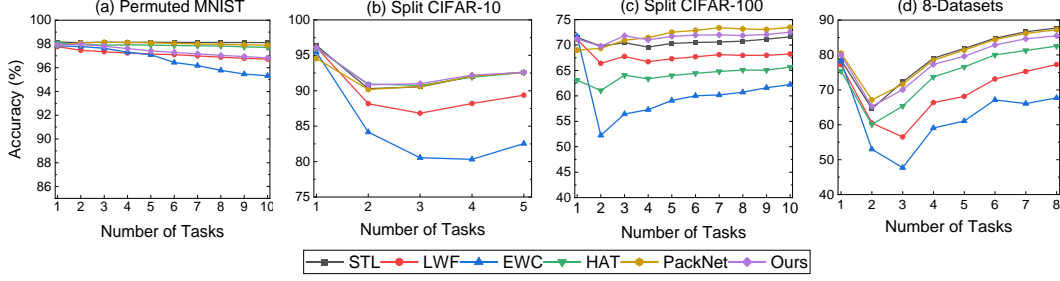 (a) Permuted MNIST
(b) Split CIFAR-10
(c) Split CIFAR-100
(d) 8-Datasets
Accuracy (%)
100
98
96
94
92
90
88
86
1 2 3 4 5 6 7 8 9 10
Number of Tasks
100
95
90
85
80
75
1 2 3 4 5
Number of Tasks
75
70
65
60
55
50
45
40
1 2 3 4 5 6 7 8 9 10
Number of Tasks
90
80
70
60
50
40
1 2 3 4 5 6 7 8
Number of Tasks
STL LWF EWC HAT PackNet Ours